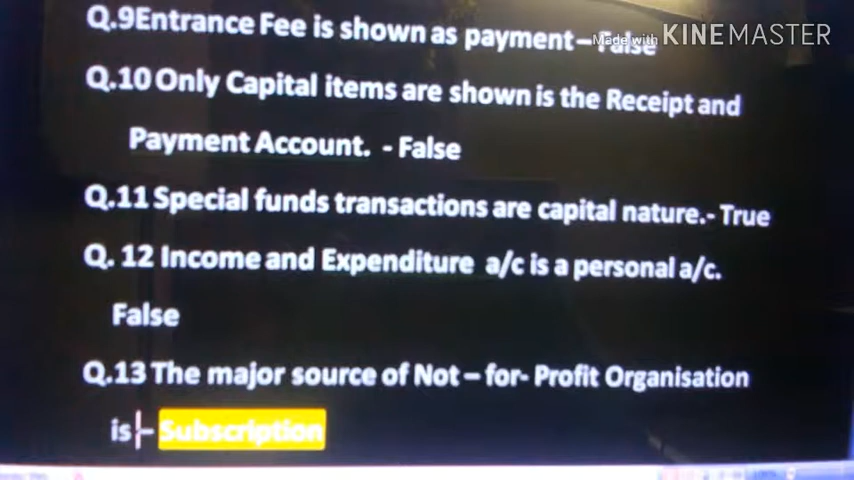 Q.9Entrance Fee is shown as payment – False
Made with KINEMASTER
Q.10 Only Capital items are shown is the Receipt and
Payment Account. - False
Q.11 Special funds transactions are capital nature.- True
Q. 12 Income and Expenditure a/c is a personal a/c.
False
Q.13 The major source of Not – for- Profit Organisation
is – Subscription